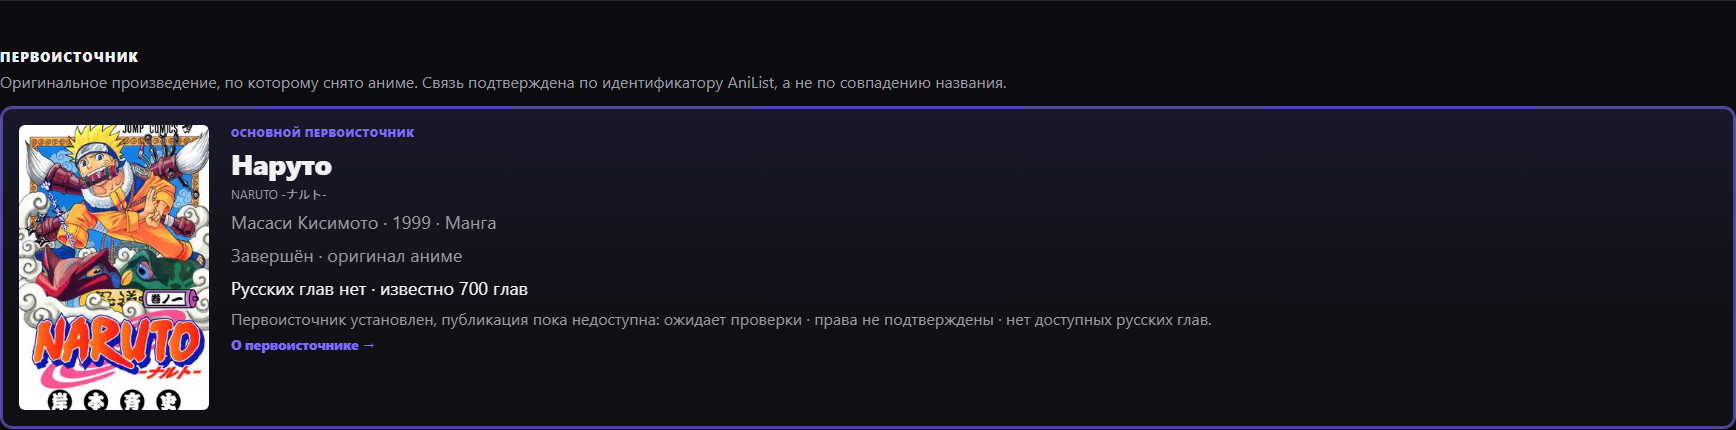 ПЕРВОИСТОЧНИК
Оригинальное произведение, по которому снято аниме. Связь подтверждена по идентификатору AniList, а не по совпадению названия.
JUMP COMICS
巻ノ一
NARUTO
-ナルト-
岸本斉史
ОСНОВНОЙ ПЕРВОИСТОЧНИК
Наруто
NARUTO -ナルト-
Масаси Кисимото · 1999 · Манга
Завершён · оригинал аниме
Русских глав нет · известно 700 глав
Первоисточник установлен, публикация пока недоступна: ожидает проверки · права не подтверждены · нет доступных русских глав.
О первоисточнике →